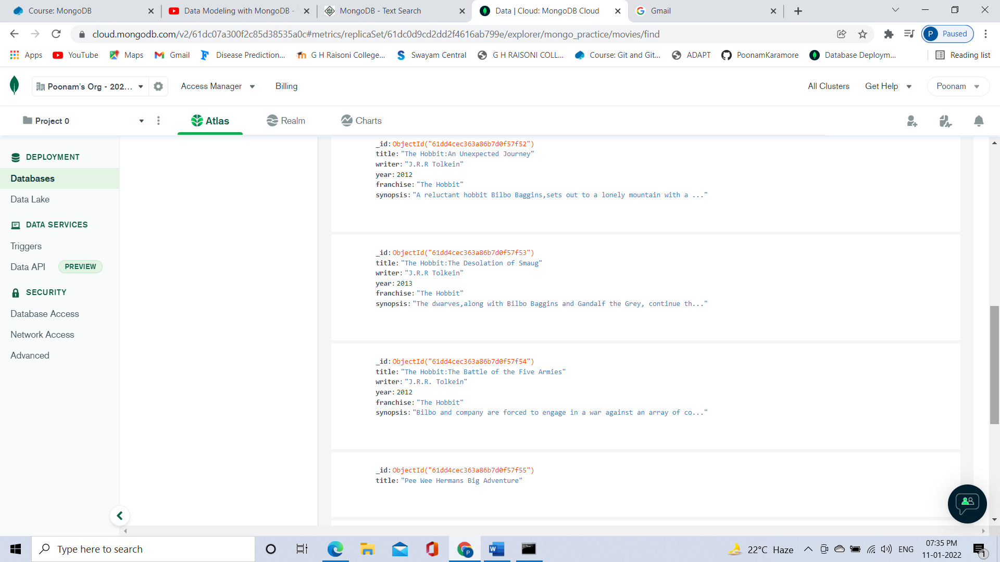 Course: MongoDB
Data Modeling with MongoDB -
MongoDB - Text Search
Data | Cloud: MongoDB Cloud
Gmail
cloud.mongodb.com/v2/61dc07a300f2c85d38535a0c#metrics/replicaSet/61dc0d9cd2dd2f4616ab799e/explorer/mongo_practice/movies/find
P Paused
Apps YouTube Maps Gmail Disease Prediction... G H Raisoni College... Swayam Central G H RAISONI COLL... Course: Git and Git... ADAPT PoonamKaramore Database Deploym... Reading list
Poonam's Org - 202... Access Manager Billing All Clusters Get Help Poonam
Project 0 Atlas Realm Charts
DEPLOYMENT
Databases
Data Lake
DATA SERVICES
Triggers
Data API PREVIEW
SECURITY
Database Access
Network Access
Advanced
_id: ObjectId("61dd4cec363a86b7d0f57f52")
title: "The Hobbit:An Unexpected Journey"
writer: "J.R.R Tolkein"
year: 2012
franchise: "The Hobbit"
synopsis: "A reluctant hobbit Bilbo Baggins,sets out to a lonely mountain with a ..."
_id: ObjectId("61dd4cec363a86b7d0f57f53")
title: "The Hobbit:The Desolation of Smaug"
writer: "J.R.R Tolkein"
year: 2013
franchise: "The Hobbit"
synopsis: "The dwarves,along with Bilbo Baggins and Gandalf the Grey, continue th..."
_id: ObjectId("61dd4cec363a86b7d0f57f54")
title: "The Hobbit:The Battle of the Five Armies"
writer: "J.R.R. Tolkein"
year: 2012
franchise: "The Hobbit"
synopsis: "Bilbo and company are forced to engage in a war against an array of co..."
_id: ObjectId("61dd4cec363a86b7d0f57f55")
title: "Pee Wee Hermans Big Adventure"
Type here to search
22°C Haze
ENG
07:35 PM
11-01-2022
1